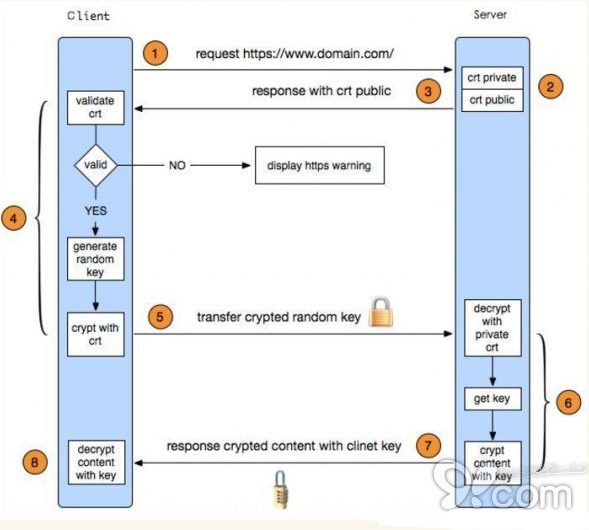 Client
Server
1
request https://www.domain.com/
crt private
2
response with crt public
3
crt public
validate
crt
valid
NO
display https warning
4
YES
generate
random
key
5
transfer crypted random key
crypt with
crt
decrypt
with
private
crt
get key
6
response crypted content with clinet key
7
8
decrypt
content
with key
crypt
content
with key
com